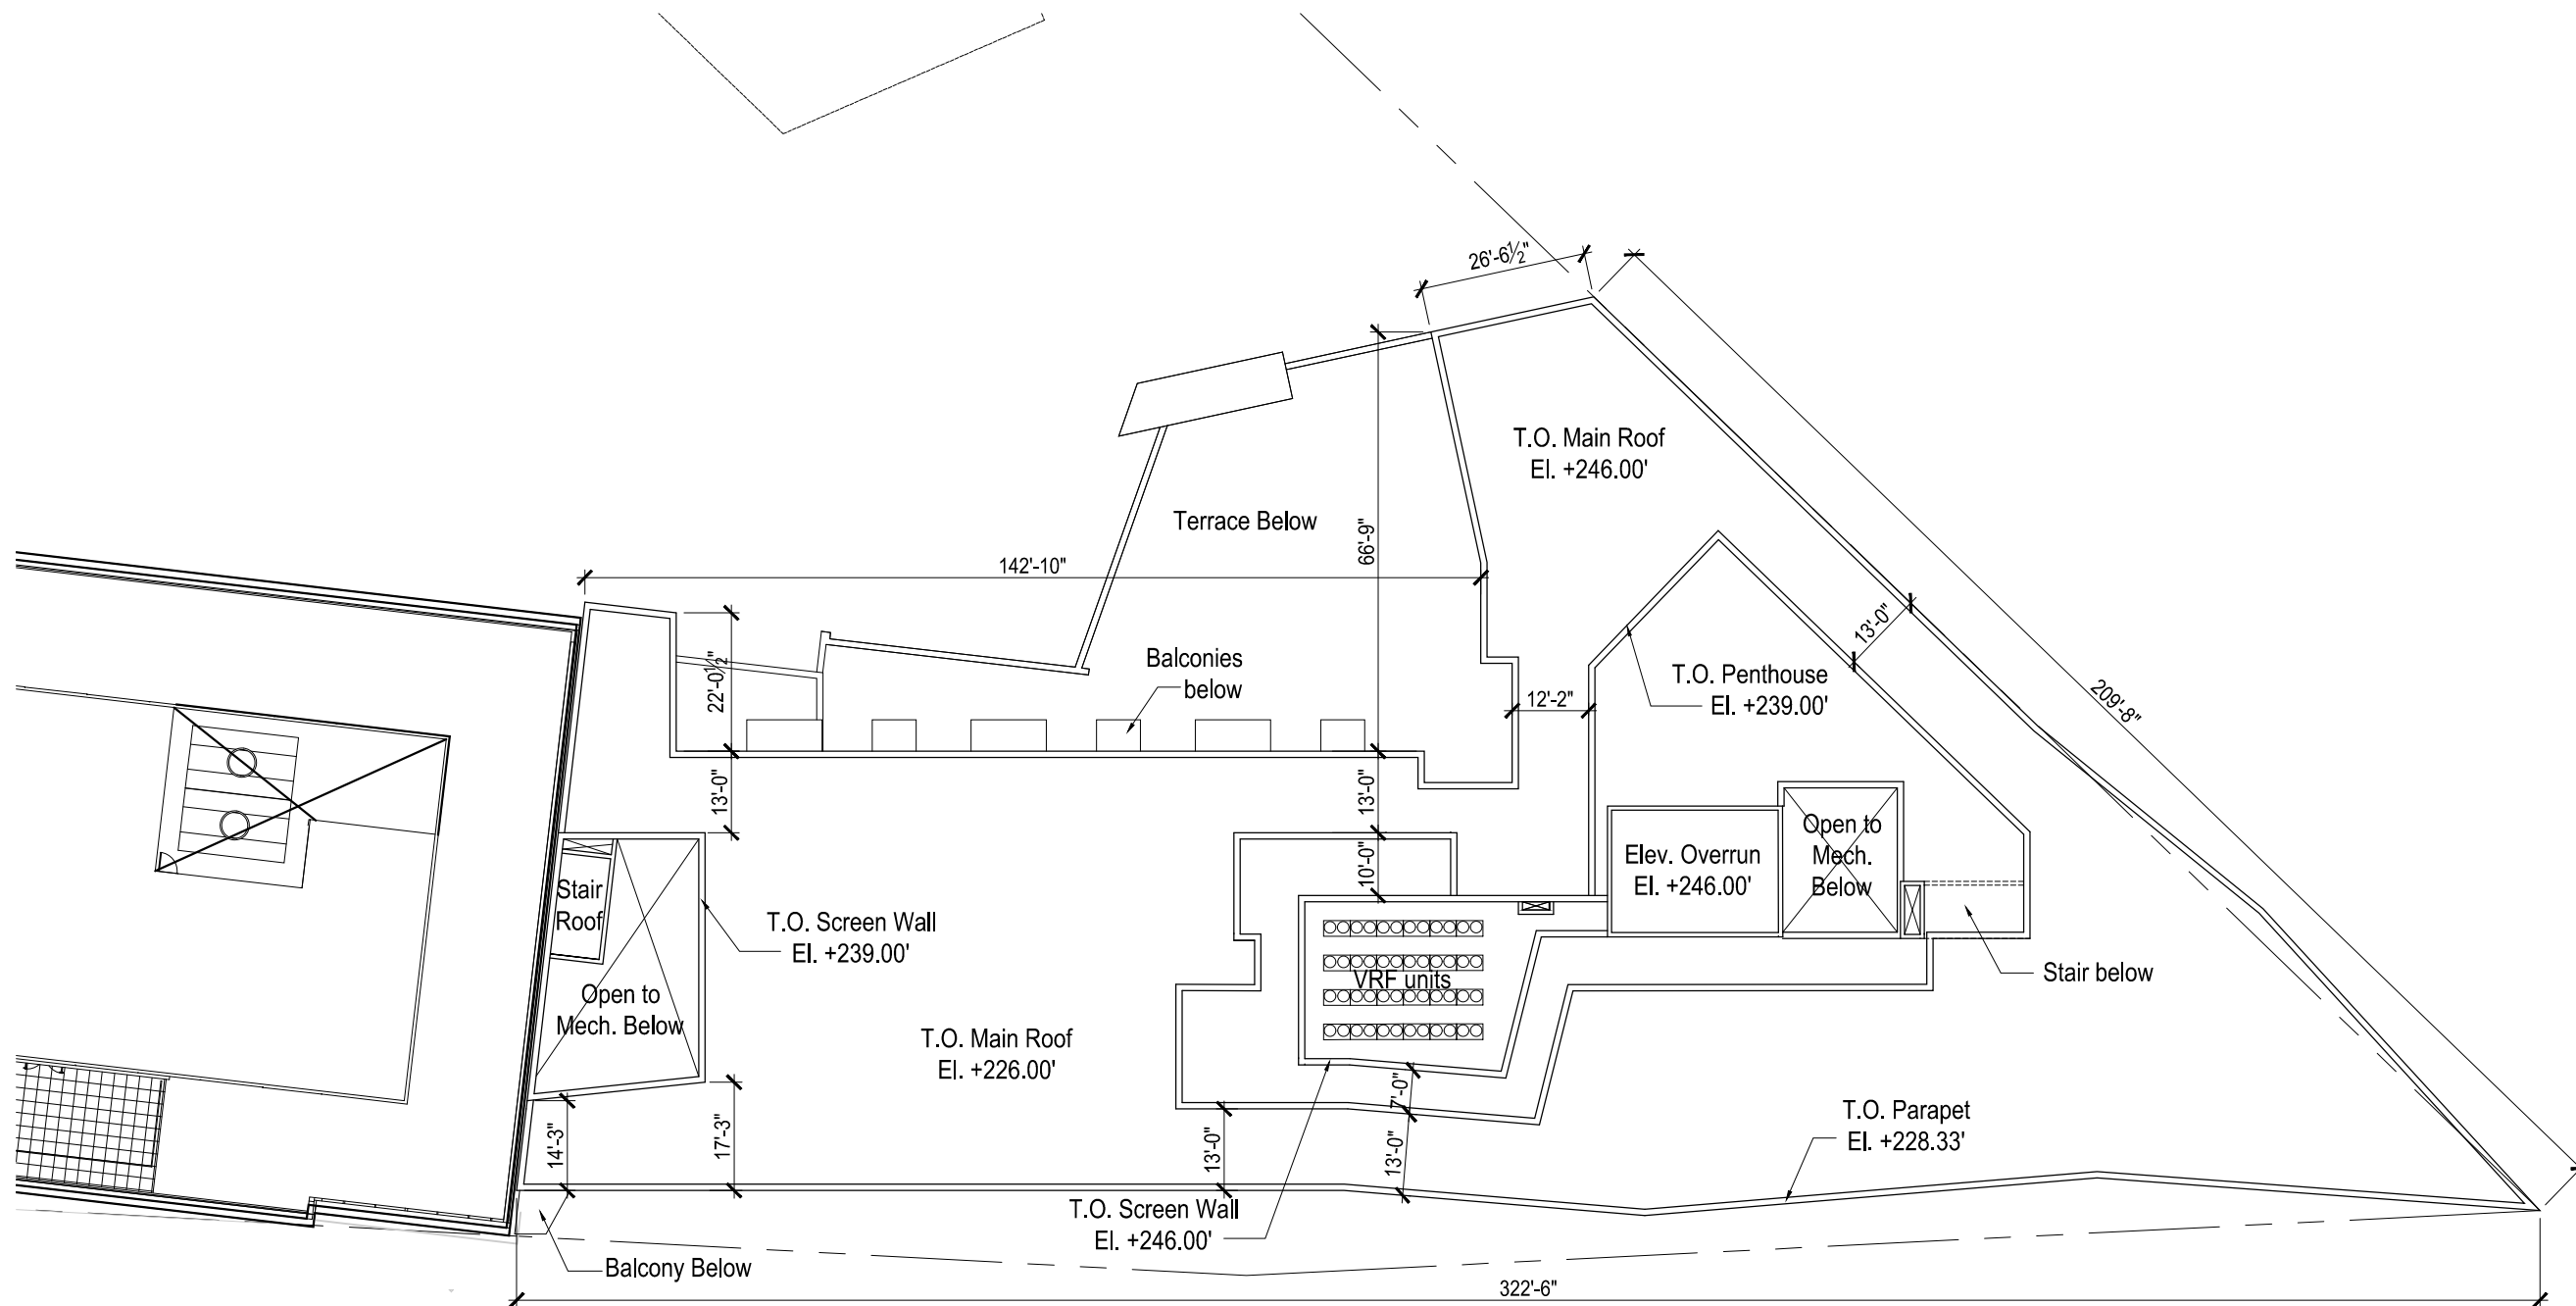 26'-6½"
T.O. Main Roof
El. +246.00'
Terrace Below
66'-9"
142'-10"
13'-0"
22'-0½"
Balconies
below
T.O. Penthouse
El. +239.00'
209'-8"
12'-2"
13'-0"
13'-0"
10'-0"
Open to
Mech.
Below
Elev. Overrun
El. +246.00'
Stair
Roof
T.O. Screen Wall
El. +239.00'
VRF units
Stair below
Open to
Mech. Below
T.O. Main Roof
El. +226.00'
7'-0"
T.O. Parapet
El. +228.33'
14'-3"
17'-3"
13'-0"
13'-0"
T.O. Screen Wall
El. +246.00'
Balcony Below
322'-6"